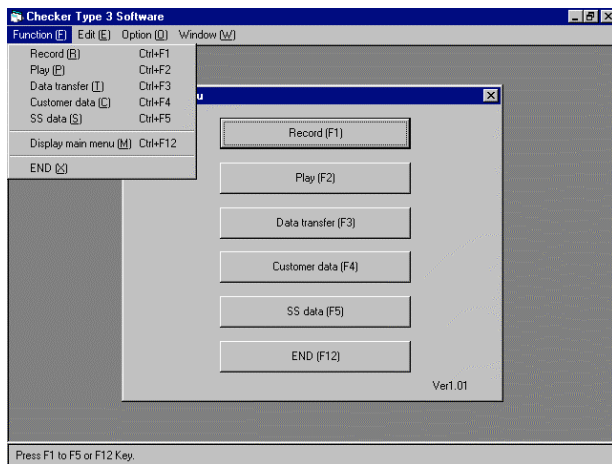 Checker Type 3 Software
Function (F) Edit (E) Option (O) Window (W)
Record (R) Ctrl+F1
Play (P) Ctrl+F2
Data transfer (T) Ctrl+F3
Customer data (C) Ctrl+F4
SS data (S) Ctrl+F5
Display main menu (M) Ctrl+F12
END (X)
u
Record (F1)
Play (F2)
Data transfer (F3)
Customer data (F4)
SS data (F5)
END (F12)
Ver1.01
Press F1 to F5 or F12 Key.